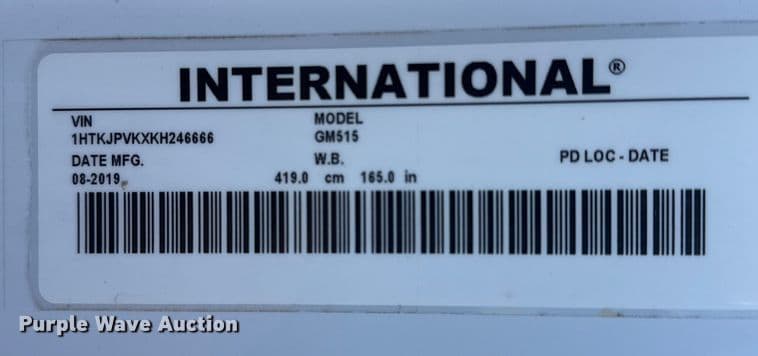 INTERNATIONAL®
VIN
1HTKJPVKXKH246666
MODEL
GM515
DATE MFG.
08-2019
W.B.
419.0 cm 165.0 in
PD LOC - DATE
Purple Wave Auction